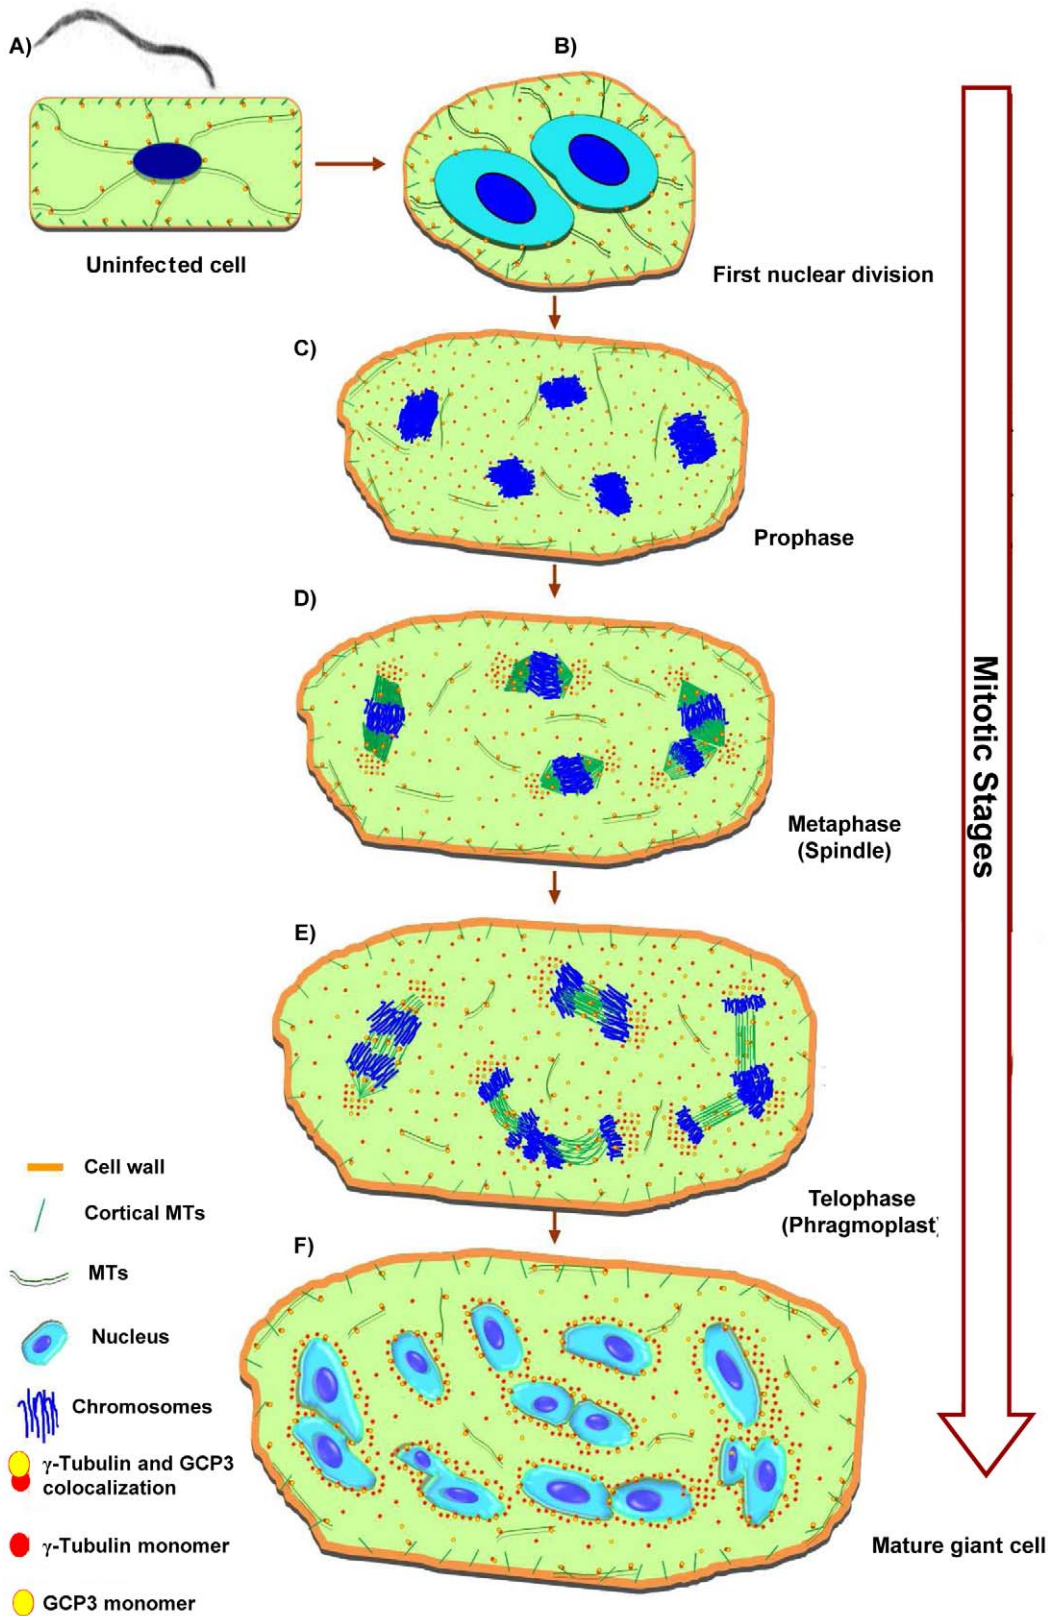 A)
B)
Uninfected cell
First nuclear division
C)
Prophase
D)
Metaphase
(Spindle)
Mitotic Stages
E)
Telophase
(Phragmoplast)
F)
Mature giant cell
Cell wall
Cortical MTs
MTs
Nucleus
Chromosomes
γ-Tubulin and GCP3
colocalization
γ-Tubulin monomer
GCP3 monomer